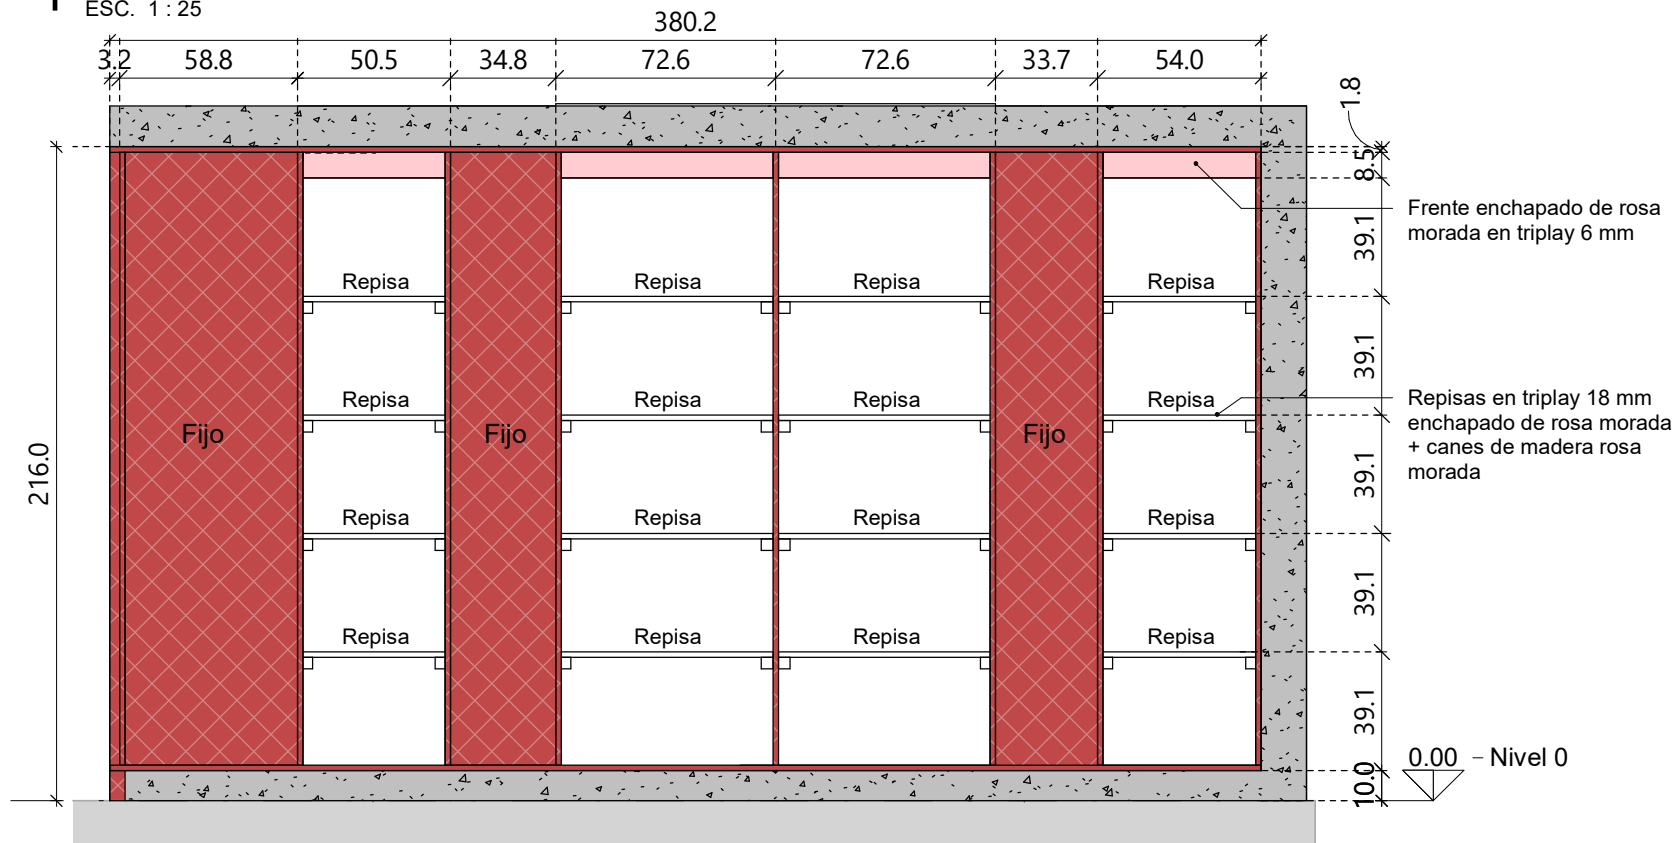 ESC. 1 : 25
380.2
3.2 58.8 50.5 34.8 72.6 72.6 33.7 54.0
1.8
8.5
Frente enchapado de rosa
morada en triplay 6 mm
39.1
Repisa Repisa Repisa Repisa
39.1
Repisa Repisa Repisa Repisa
Repisas en triplay 18 mm
enchapado de rosa morada
+ canes de madera rosa
morada
Fijo Fijo Fijo
216.0
39.1
Repisa Repisa Repisa Repisa
39.1
Repisa Repisa Repisa Repisa
39.1
0.00 – Nivel 0
10.0